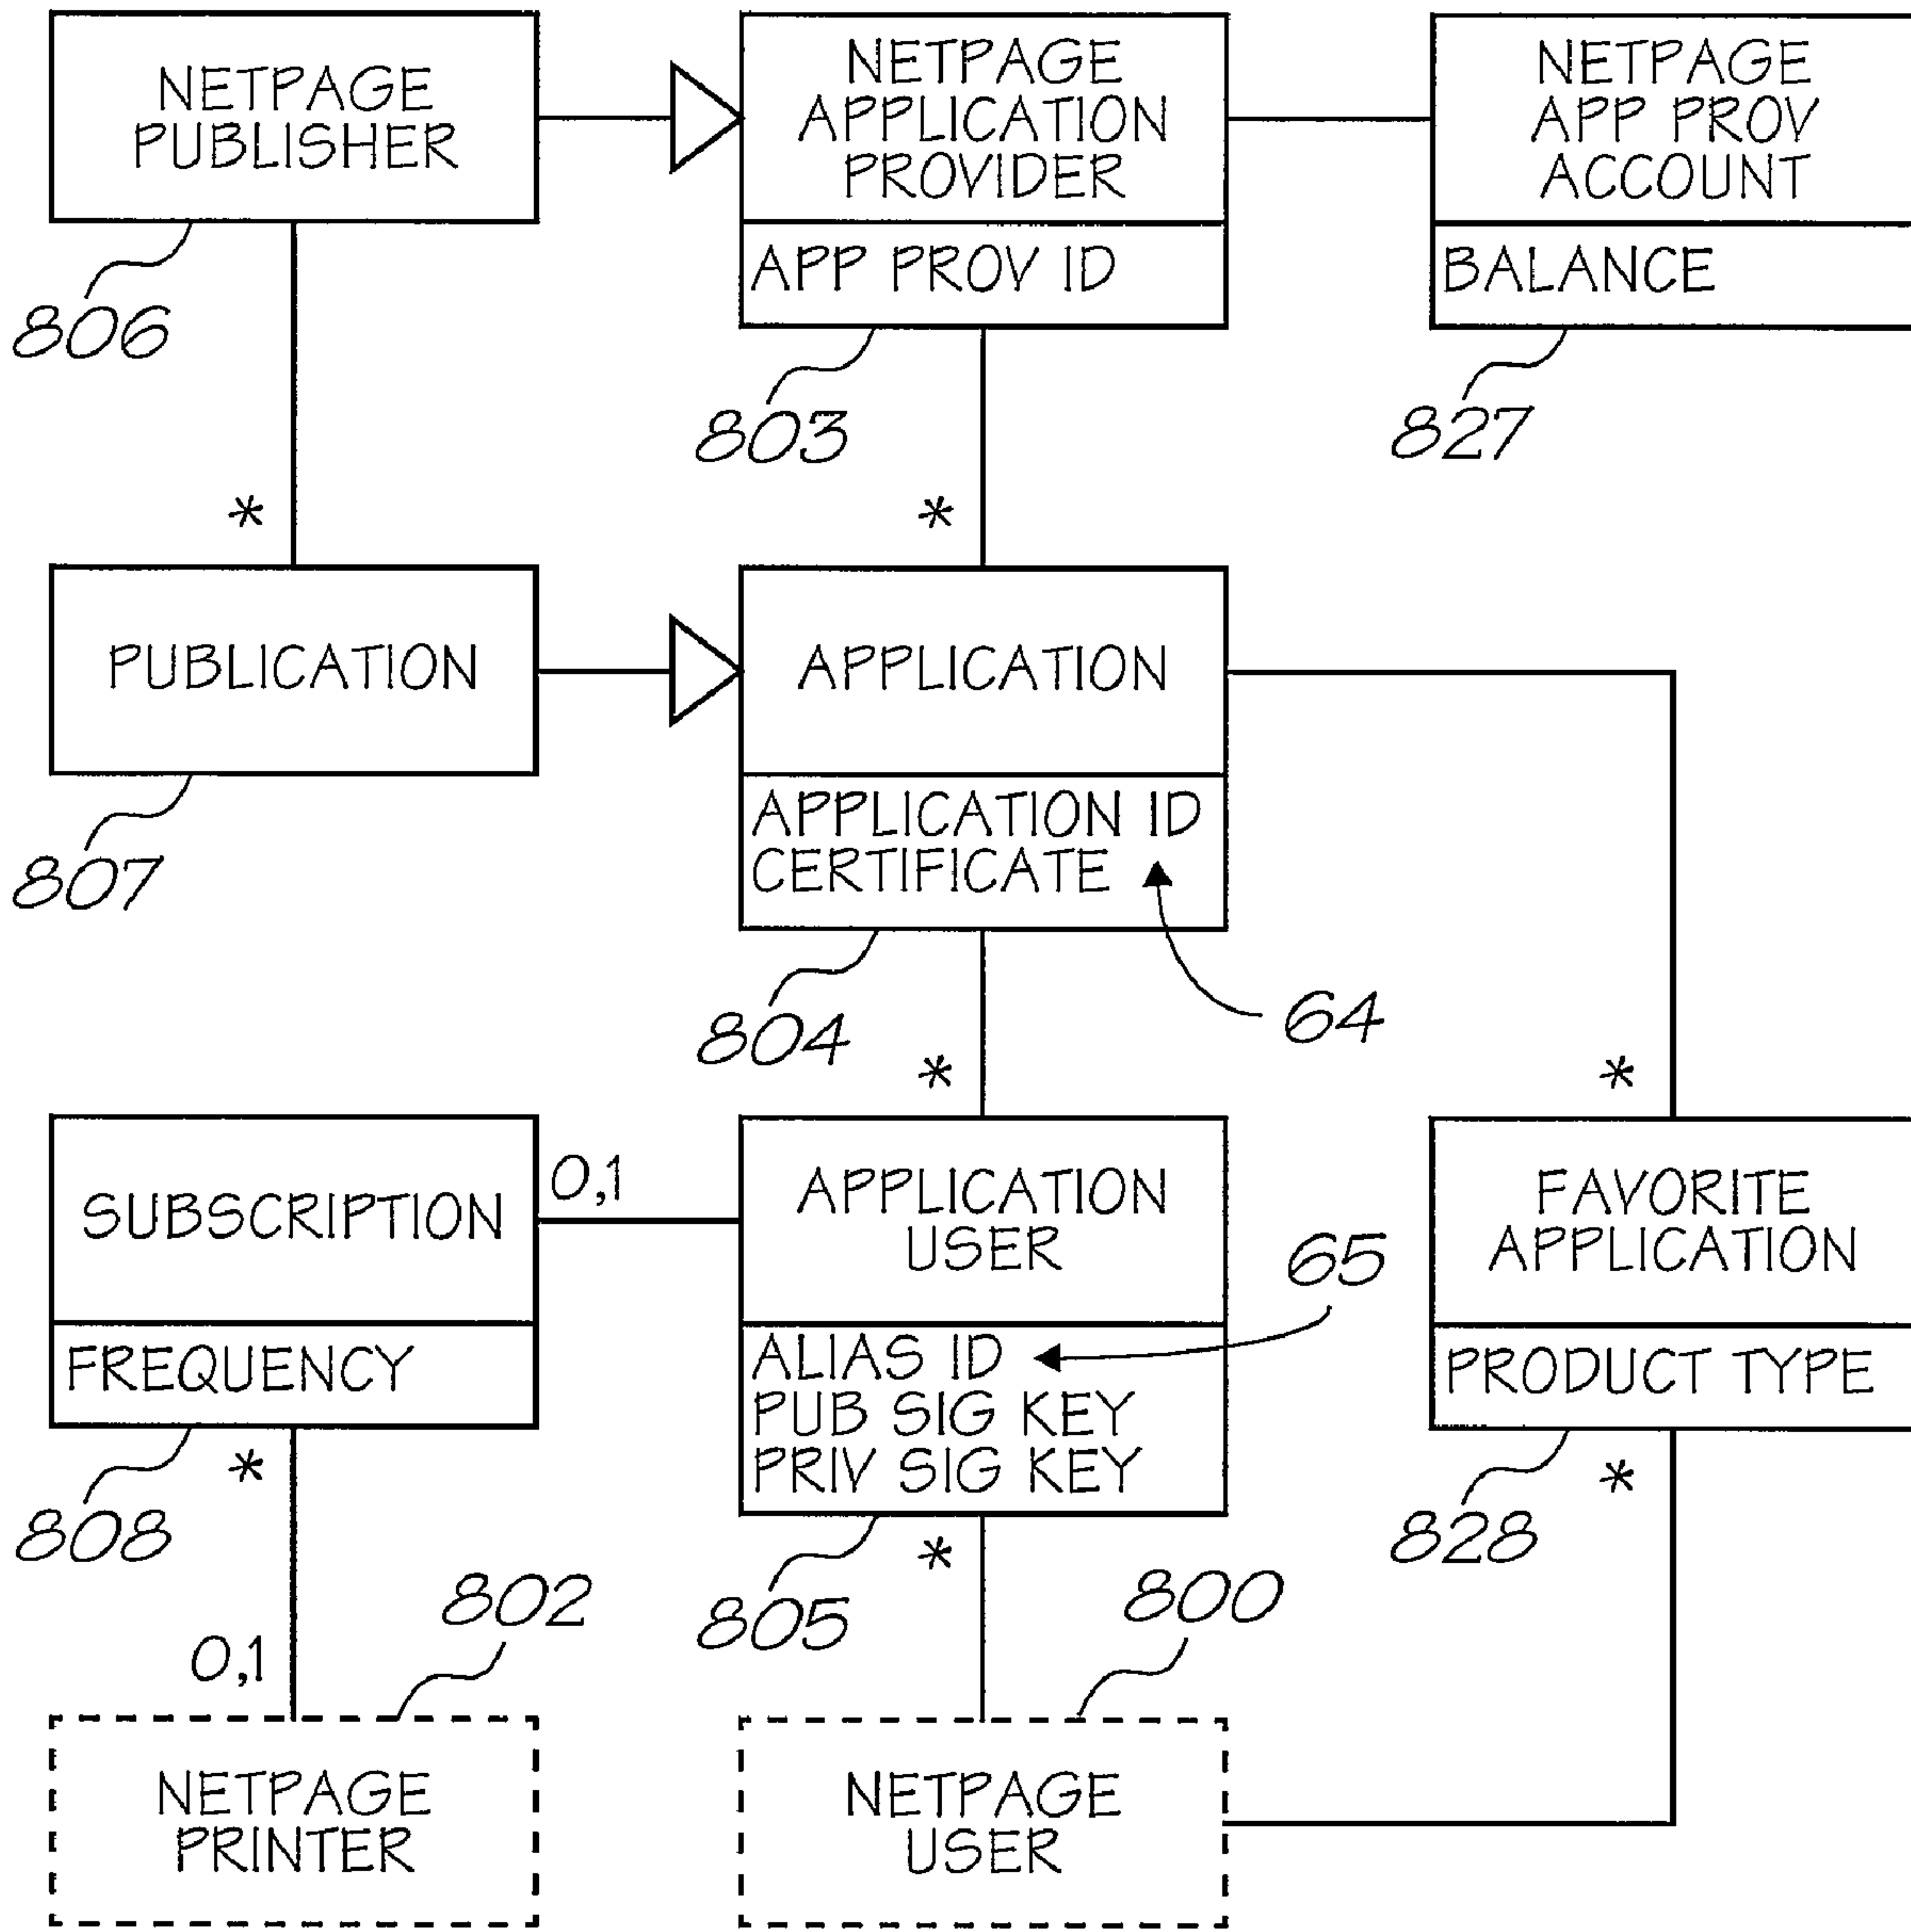 NETPAGE
PUBLISHER
806
NETPAGE
APPLICATION
PROVIDER
APP PROV ID
803
NETPAGE
APP PROV
ACCOUNT
BALANCE
827
*
*
PUBLICATION
807
APPLICATION
APPLICATION ID
CERTIFICATE
804
64
*
*
SUBSCRIPTION
FREQUENCY
808
0,1
APPLICATION
USER
ALIAS ID
PUB SIG KEY
PRIV SIG KEY
805
65
FAVORITE
APPLICATION
PRODUCT TYPE
828
*
*
*
0,1
802
800
NETPAGE
PRINTER
NETPAGE
USER